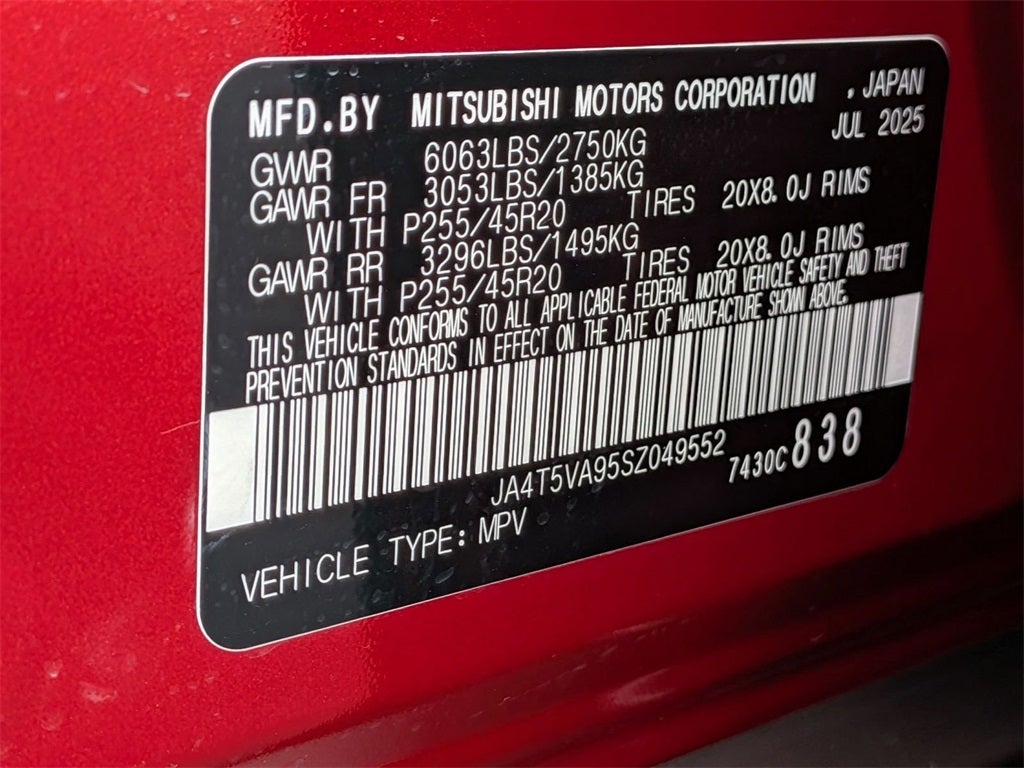 MFD.BY MITSUBISHI MOTORS CORPORATION . JAPAN
JUL 2025
GVWR 6063LBS/2750KG
GAWR FR 3053LBS/1385KG
WITH P255/45R20 TIRES 20X8.0J RIMS
GAWR RR 3296LBS/1495KG
WITH P255/45R20 TIRES 20X8.0J RIMS
THIS VEHICLE CONFORMS TO ALL APPLICABLE FEDERAL MOTOR VEHICLE SAFETY AND THEFT
PREVENTION STANDARDS IN EFFECT ON THE DATE OF MANUFACTURE SHOWN ABOVE.
JA4T5VA95SZ049552 7430C838
VEHICLE TYPE: MPV